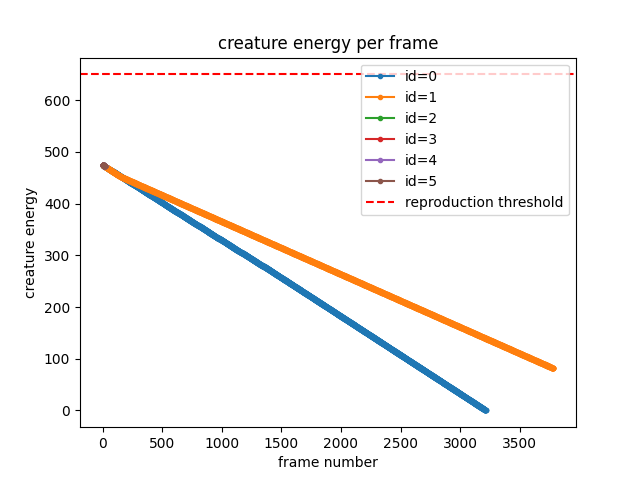 creature energy per frame
id=0
id=1
id=2
id=3
id=4
id=5
reproduction threshold
creature energy
600
500
400
300
200
100
0
0 500 1000 1500 2000 2500 3000 3500
frame number